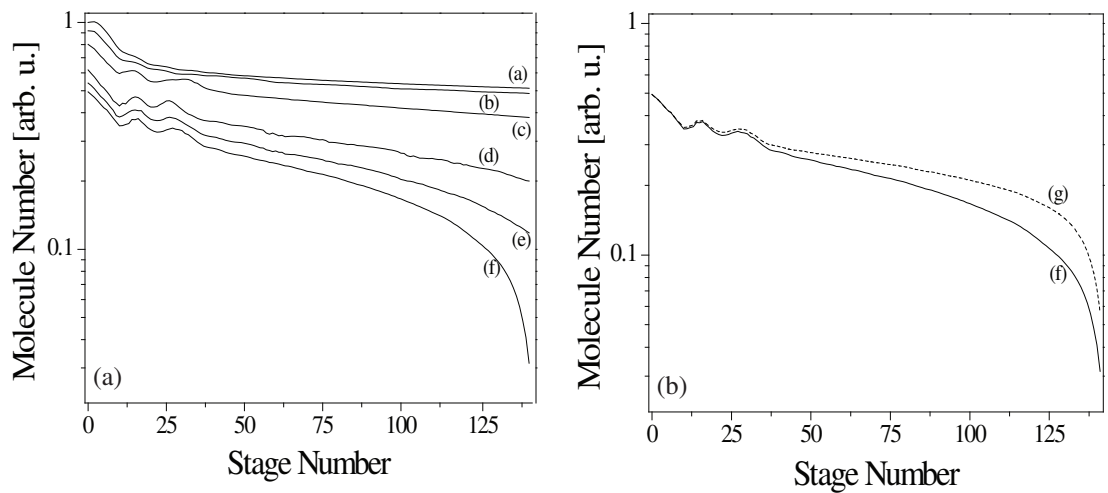 1
0.1
Molecule Number [arb. u.]
(a)
(b)
(c)
(d)
(e)
(f)
(a)
0 25 50 75 100 125
Stage Number
1
0.1
Molecule Number [arb. u.]
(g)
(f)
(b)
0 25 50 75 100 125
Stage Number